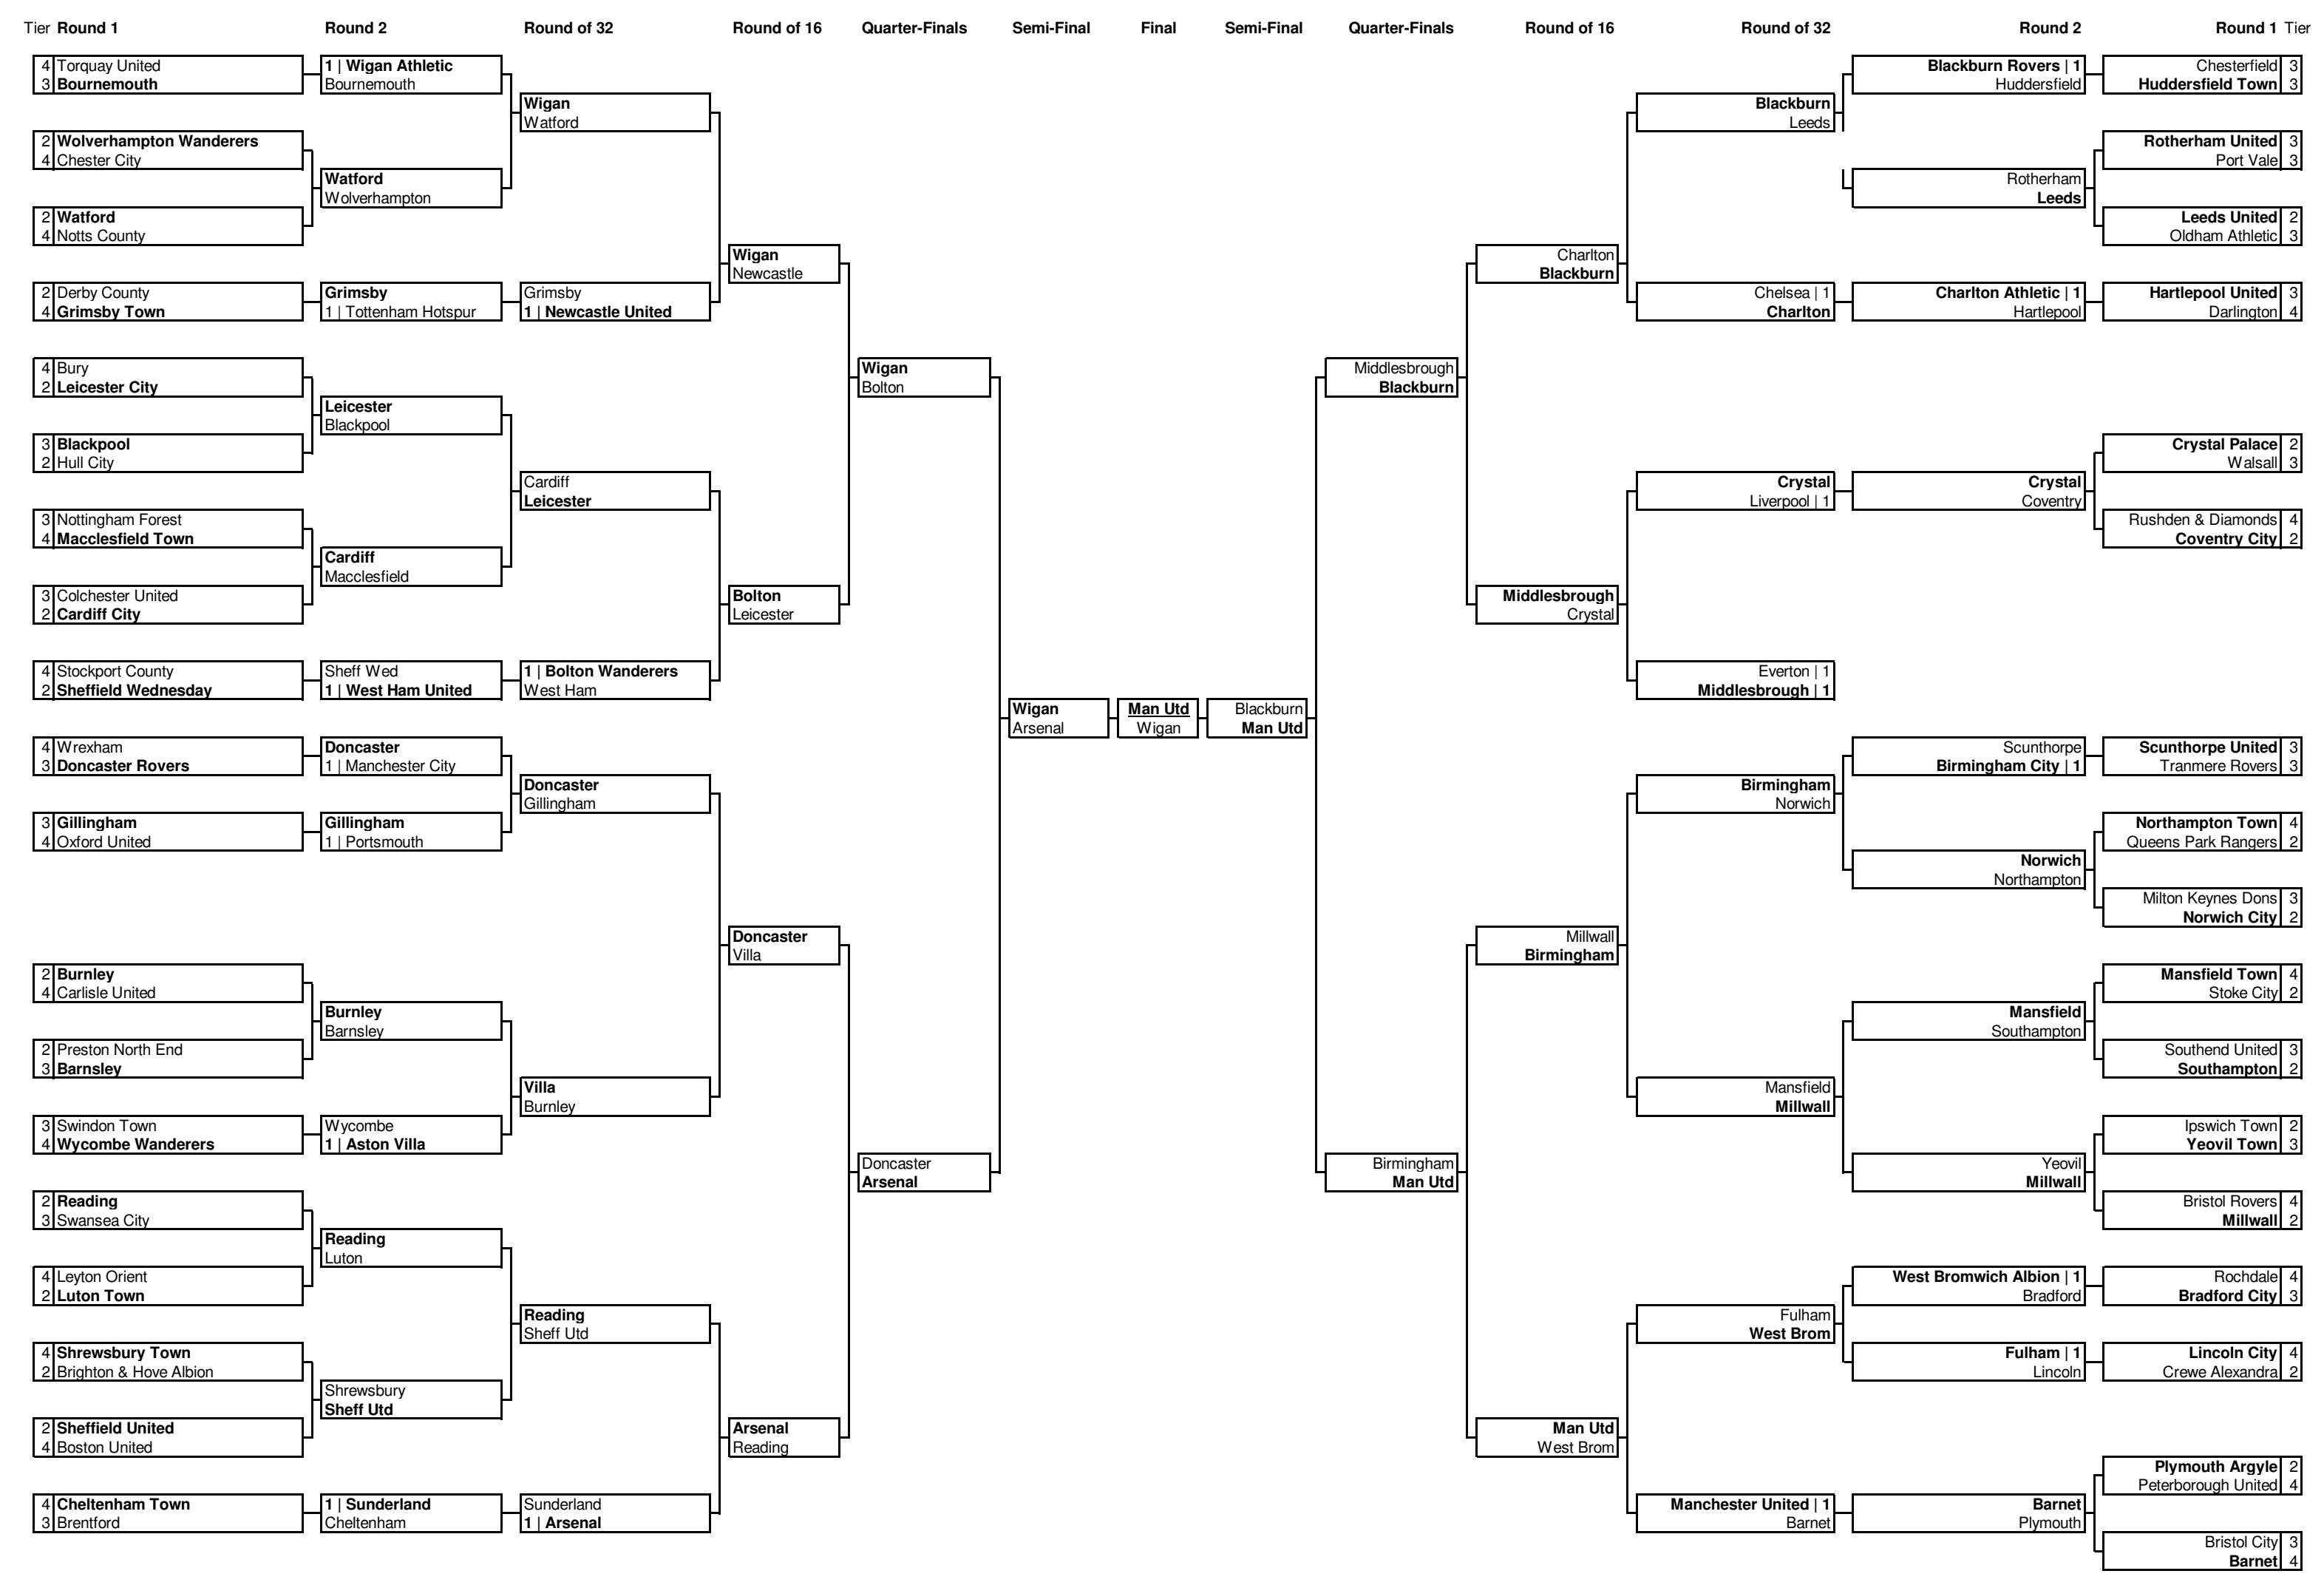 Tier Round 1 Round 2 Round of 32 Round of 16 Quarter-Finals Semi-Final Final Semi-Final Quarter-Finals Round of 16 Round of 32 Round 2 Round 1 Tier
4 Torquay United
3 Bournemouth
2 Wolverhampton Wanderers
4 Chester City
2 Watford
4 Notts County
2 Derby County
4 Grimsby Town
4 Bury
2 Leicester City
3 Blackpool
2 Hull City
3 Nottingham Forest
4 Macclesfield Town
3 Colchester United
2 Cardiff City
4 Stockport County
2 Sheffield Wednesday
4 Wrexham
3 Doncaster Rovers
3 Gillingham
4 Oxford United
2 Burnley
4 Carlisle United
2 Preston North End
3 Barnsley
3 Swindon Town
4 Wycombe Wanderers
2 Reading
3 Swansea City
4 Leyton Orient
2 Luton Town
4 Shrewsbury Town
2 Brighton & Hove Albion
2 Sheffield United
4 Boston United
4 Cheltenham Town
3 Brentford
1 | Wigan Athletic
Bournemouth
Watford
Wolverhampton
Grimsby
1 | Tottenham Hotspur
Leicester
Blackpool
Cardiff
Macclesfield
Sheff Wed
1 | West Ham United
Doncaster
1 | Manchester City
Gillingham
1 | Portsmouth
Burnley
Barnsley
Wycombe
1 | Aston Villa
Reading
Luton
Shrewsbury
Sheff Utd
1 | Sunderland
Cheltenham
Wigan
Watford
Grimsby
1 | Newcastle United
Cardiff
Leicester
1 | Bolton Wanderers
West Ham
Doncaster
Gillingham
Villa
Burnley
Reading
Sheff Utd
Sunderland
1 | Arsenal
Wigan
Newcastle
Bolton
Leicester
Doncaster
Villa
Arsenal
Reading
Wigan
Bolton
Doncaster
Arsenal
Wigan
Arsenal
Man Utd
Wigan
Blackburn
Man Utd
Middlesbrough
Blackburn
Birmingham
Man Utd
Charlton
Blackburn
Middlesbrough
Crystal
Millwall
Birmingham
Man Utd
West Brom
Blackburn
Leeds
Chelsea | 1
Charlton
Crystal
Liverpool | 1
Everton | 1
Middlesbrough | 1
Birmingham
Norwich
Mansfield
Millwall
Fulham
West Brom
Manchester United | 1
Barnet
Blackburn Rovers | 1
Huddersfield
Rotherham
Leeds
Charlton Athletic | 1
Hartlepool
Crystal
Coventry
Scunthorpe
Birmingham City | 1
Norwich
Northampton
Mansfield
Southampton
Yeovil
Millwall
West Bromwich Albion | 1
Bradford
Fulham | 1
Lincoln
Barnet
Plymouth
Chesterfield 3
Huddersfield Town 3
Rotherham United 3
Port Vale 3
Leeds United 2
Oldham Athletic 3
Hartlepool United 3
Darlington 4
Crystal Palace 2
Walsall 3
Rushden & Diamonds 4
Coventry City 2
Scunthorpe United 3
Tranmere Rovers 3
Northampton Town 4
Queens Park Rangers 2
Milton Keynes Dons 3
Norwich City 2
Mansfield Town 4
Stoke City 2
Southend United 3
Southampton 2
Ipswich Town 2
Yeovil Town 3
Bristol Rovers 4
Millwall 2
Rochdale 4
Bradford City 3
Lincoln City 4
Crewe Alexandra 2
Plymouth Argyle 2
Peterborough United 4
Bristol City 3
Barnet 4